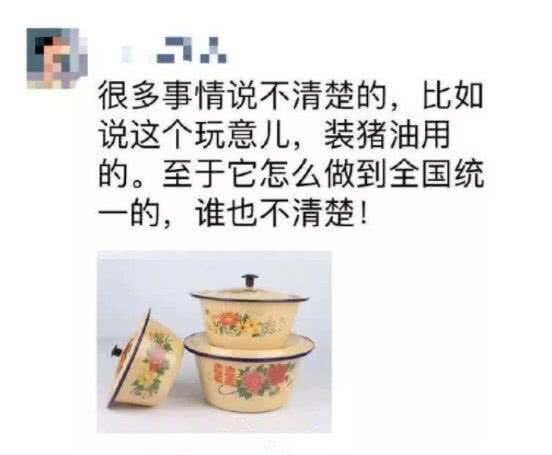 很多事情说不清楚的，比如
说这个玩意儿，装猪油用
的。至于它怎么做到全国统
一的，谁也不清楚！
囍